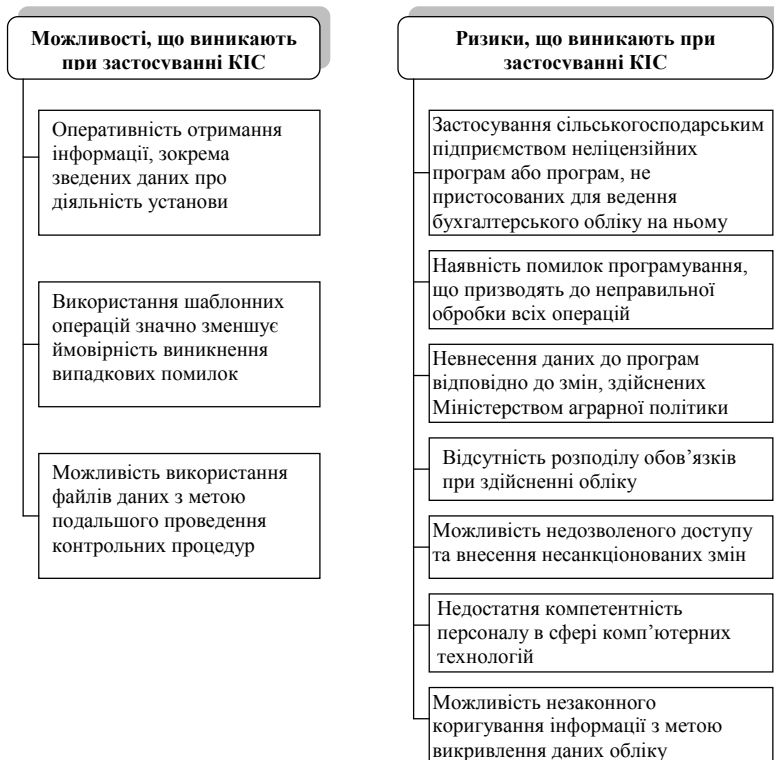 Можливості, що виникають
при застосуванні КІС
Оперативність отримання
інформації, зокрема
зведених даних про
діяльність установи
Використання шаблонних
операцій значно зменшує
ймовірність виникнення
випадкових помилок
Можливість використання
файлів даних з метою
подальшого проведення
контрольних процедур
Ризики, що виникають при
застосуванні КІС
Застосування сільськогосподарським
підприємством неліцензійних
програм або програм, не
пристосованих для ведення
бухгалтерського обліку на ньому
Наявність помилок програмування,
що призводять до неправильної
обробки всіх операцій
Невнесення даних до програм
відповідно до змін, здійснених
Міністерством аграрної політики
Відсутність розподілу обов’язків
при здійсненні обліку
Можливість недозволеного доступу
та внесення несанкціонованих змін
Недостатня компетентність
персоналу в сфері комп’ютерних
технологій
Можливість незаконного
коригування інформації з метою
викривлення даних обліку